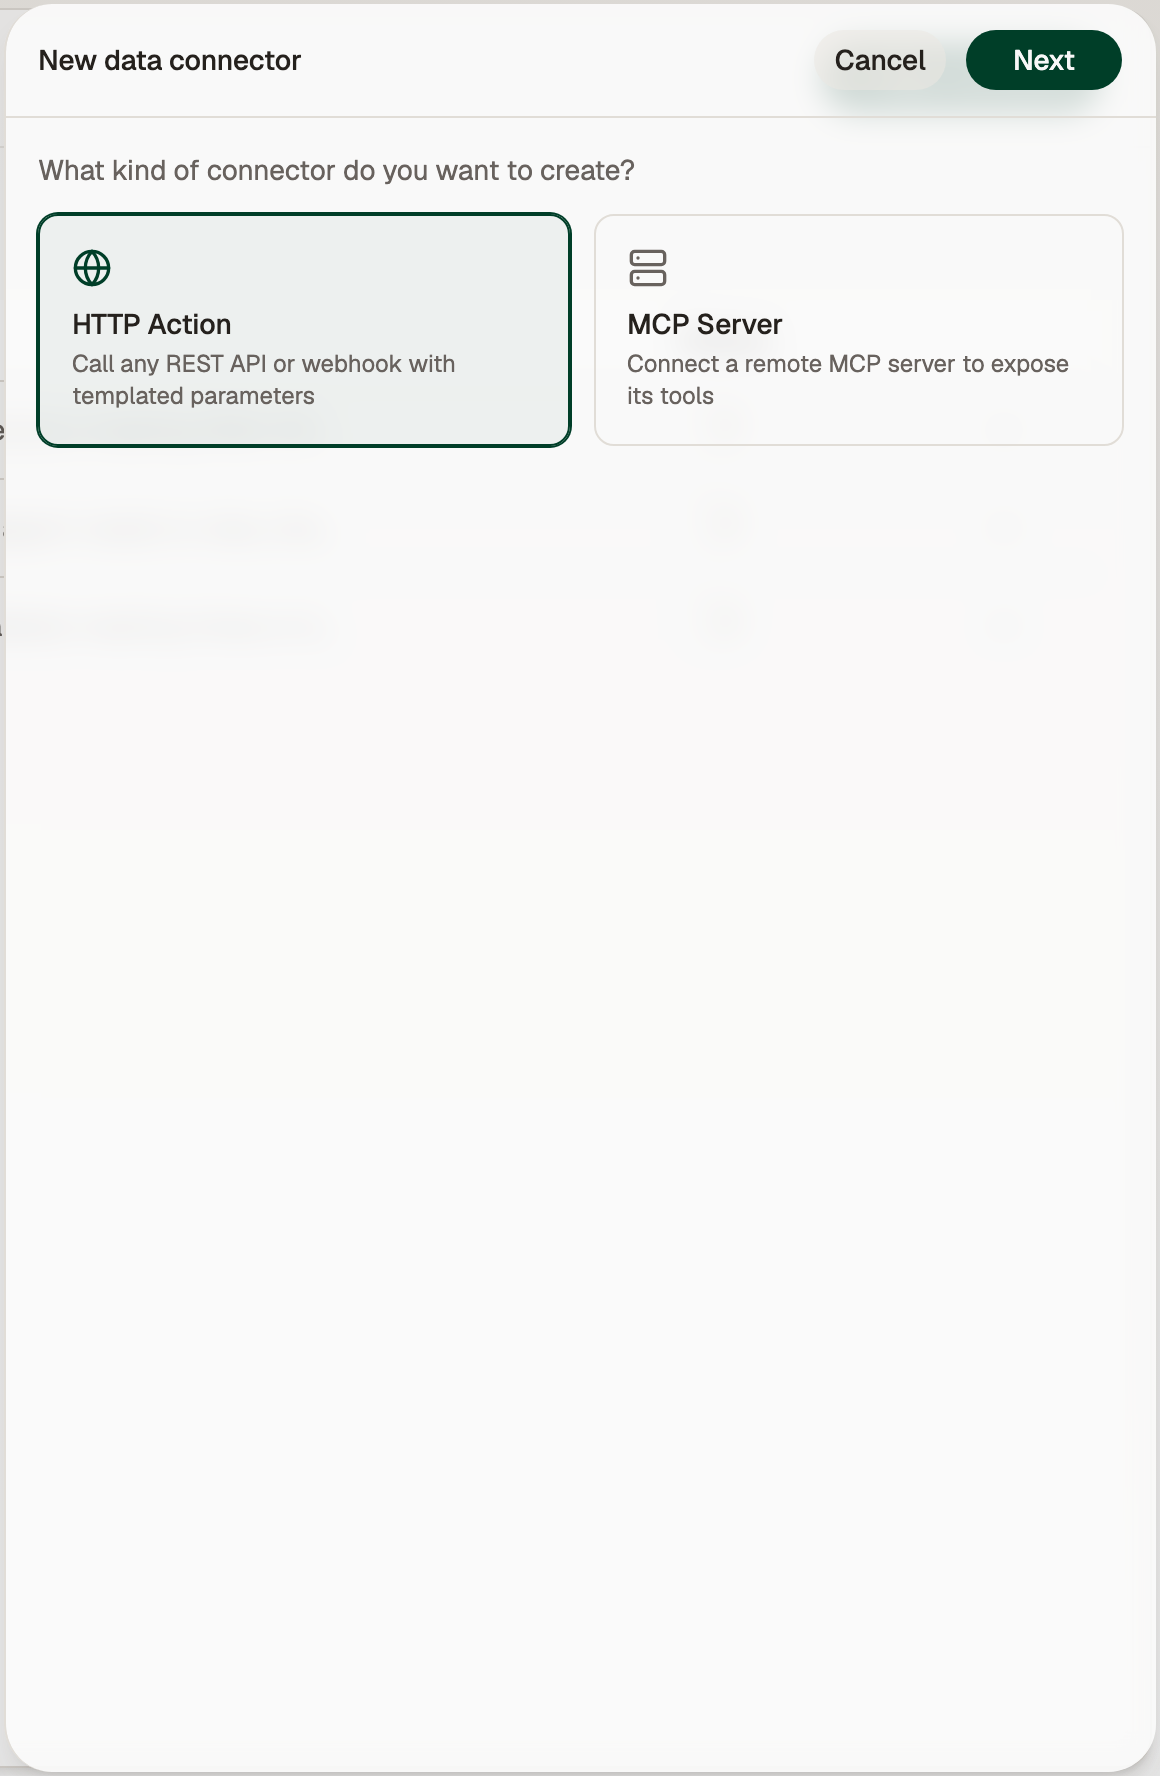 New data connector
Cancel
Next
What kind of connector do you want to create?
HTTP Action
Call any REST API or webhook with
templated parameters
MCP Server
Connect a remote MCP server to expose
its tools